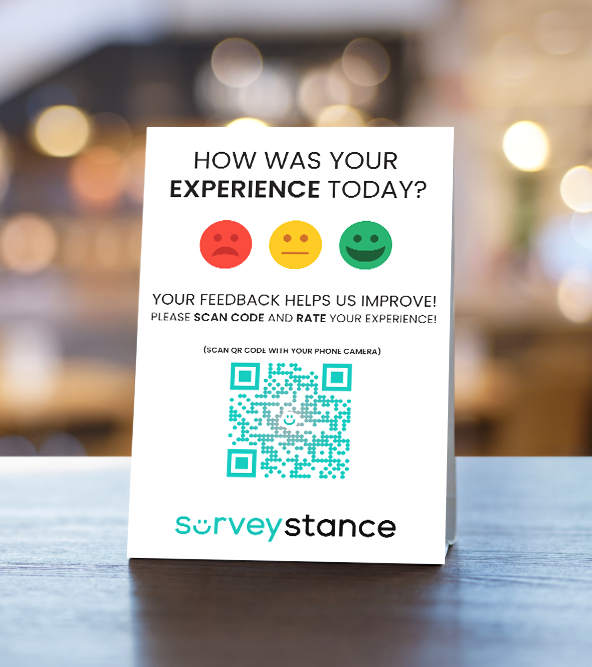 HOW WAS YOUR
EXPERIENCE TODAY?
YOUR FEEDBACK HELPS US IMPROVE!
PLEASE SCAN CODE AND RATE YOUR EXPERIENCE!
(SCAN QR CODE WITH YOUR PHONE CAMERA)
surveystance